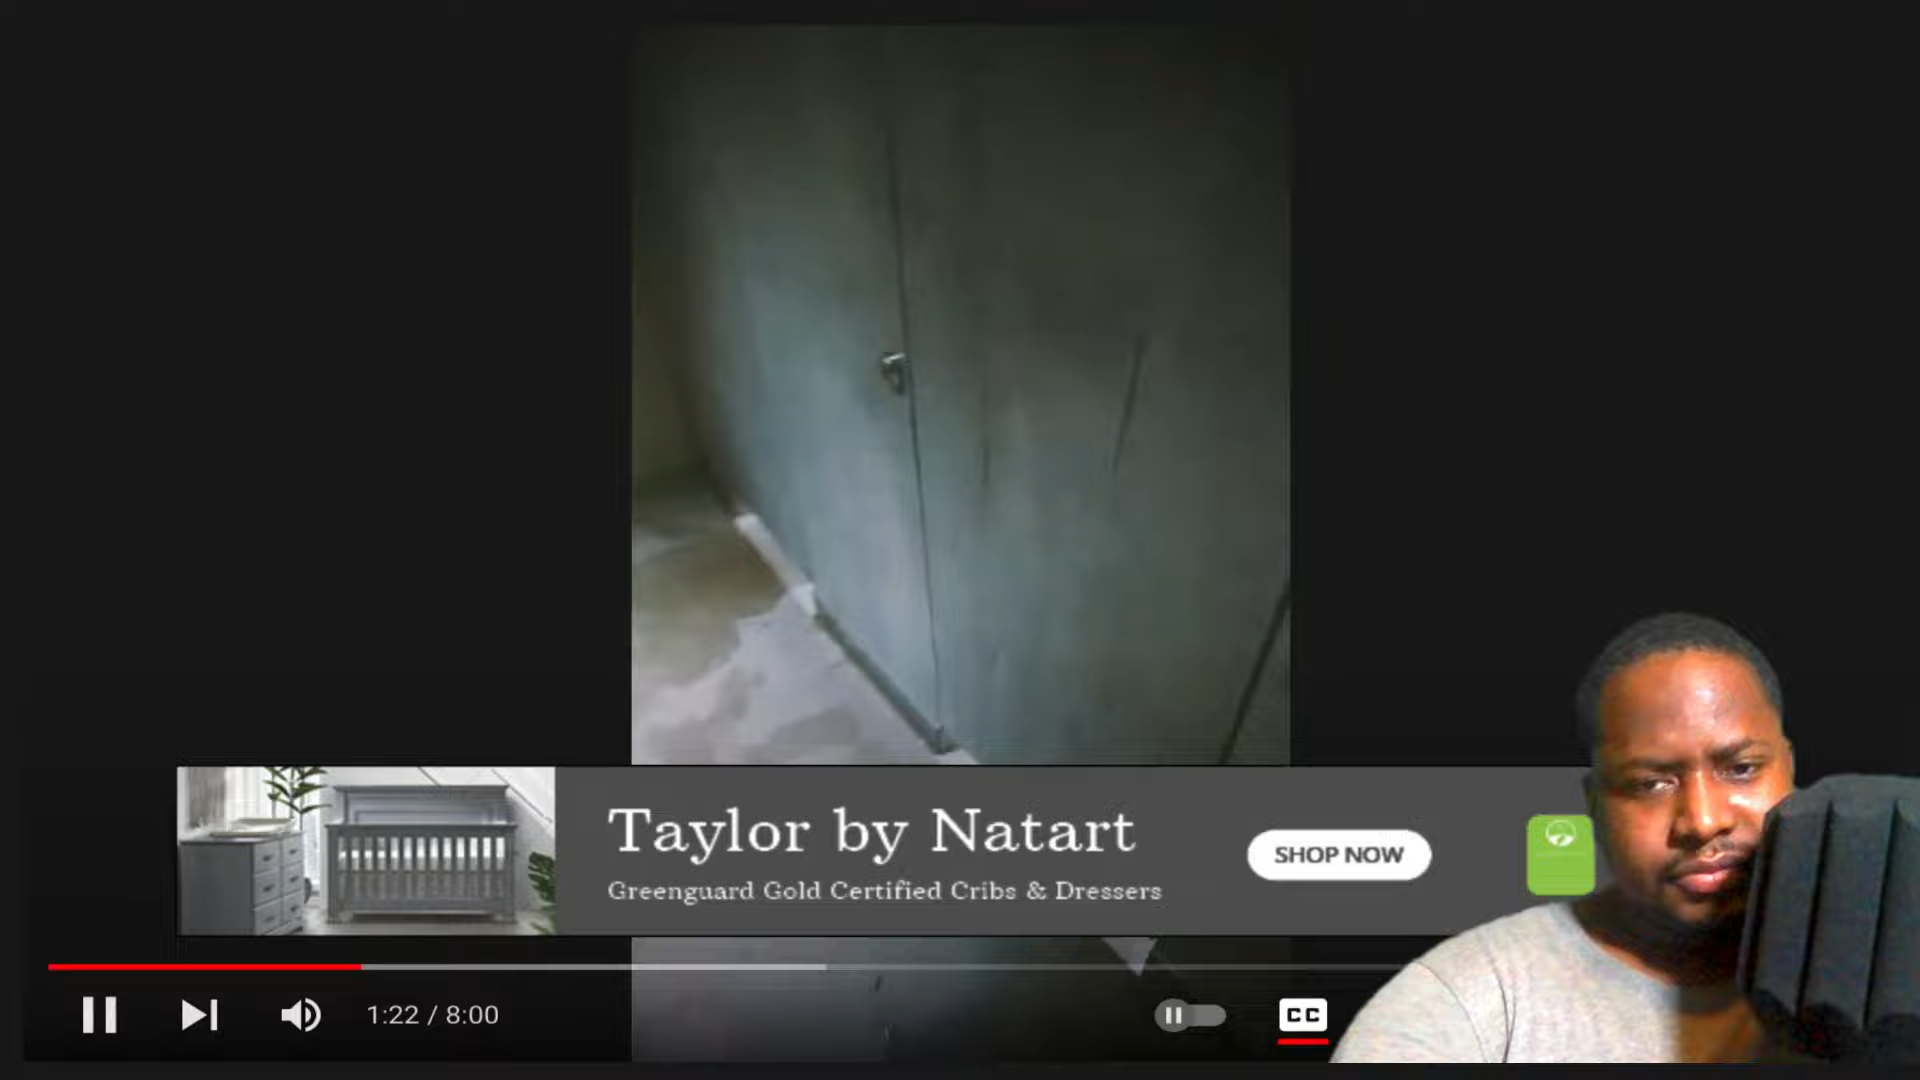 Taylor by Natart
Greenguard Gold Certified Cribs & Dressers
SHOP NOW
1:22 / 8:00
CC